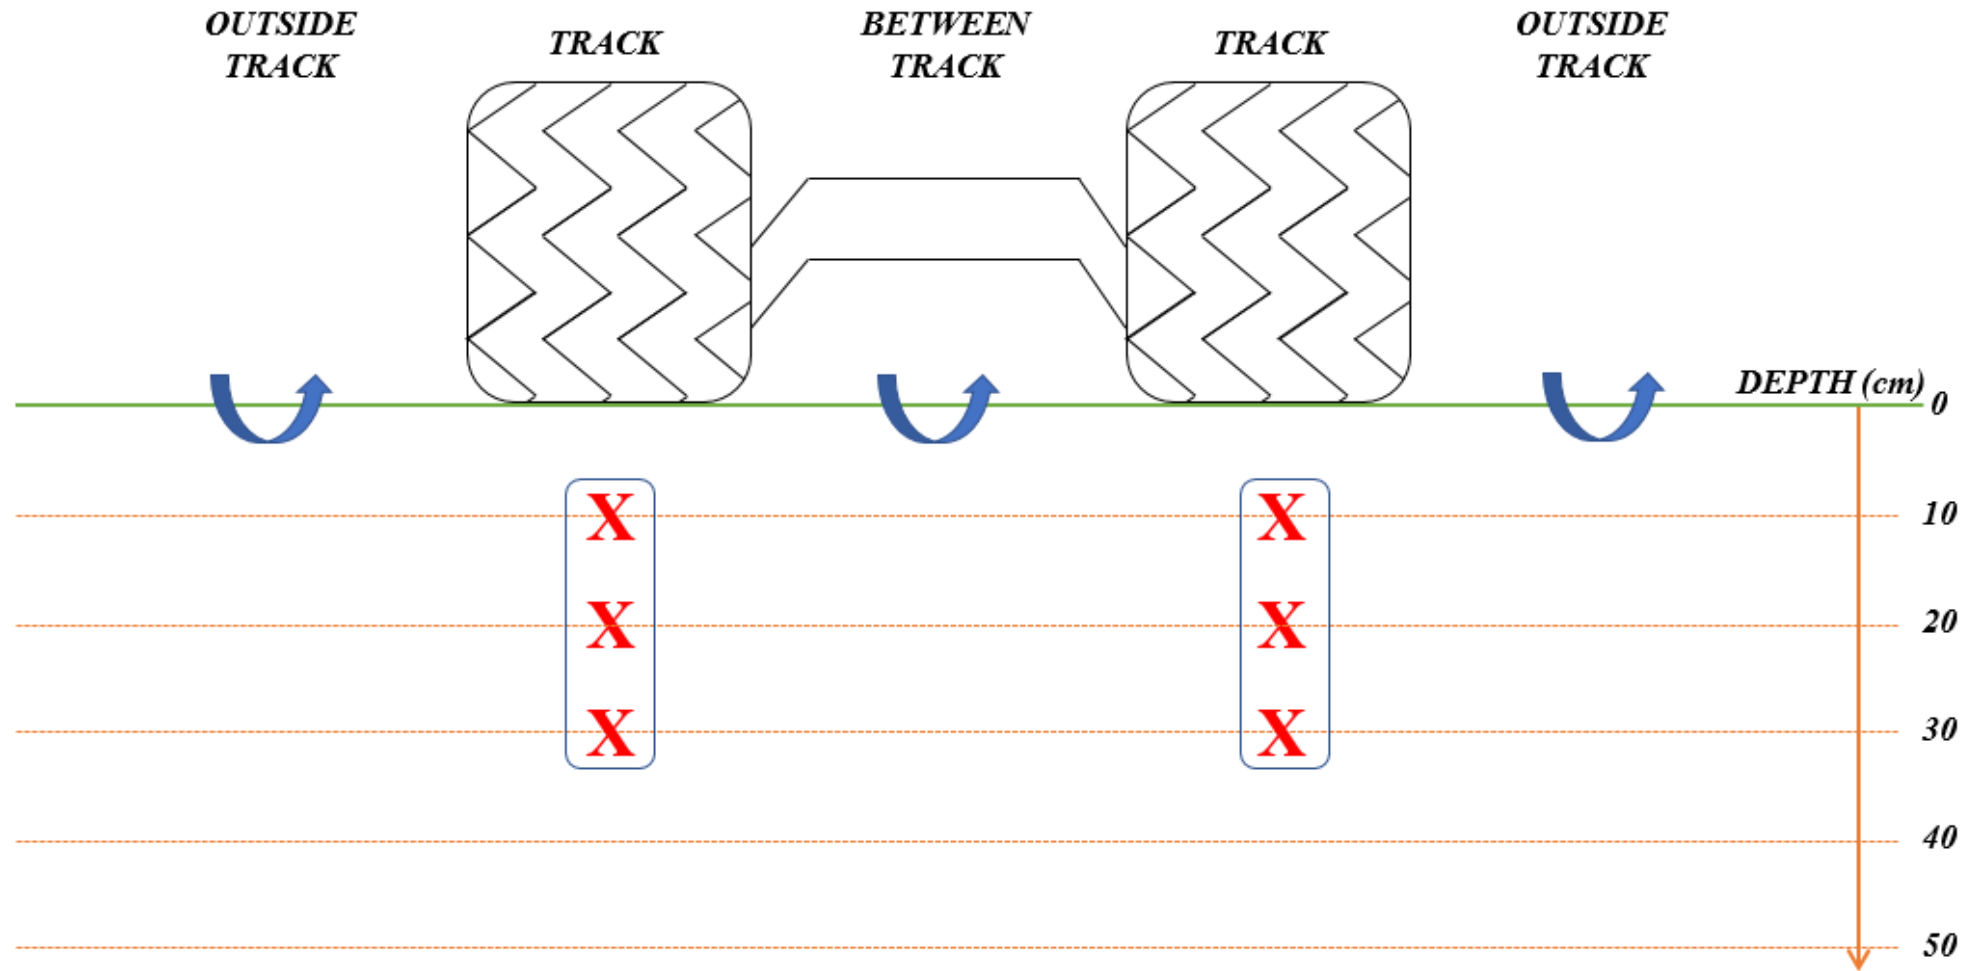 OUTSIDE
TRACK
TRACK
BETWEEN
TRACK
TRACK
OUTSIDE
TRACK
DEPTH (cm)
0
X X
10
X X
20
X X
30
40
50